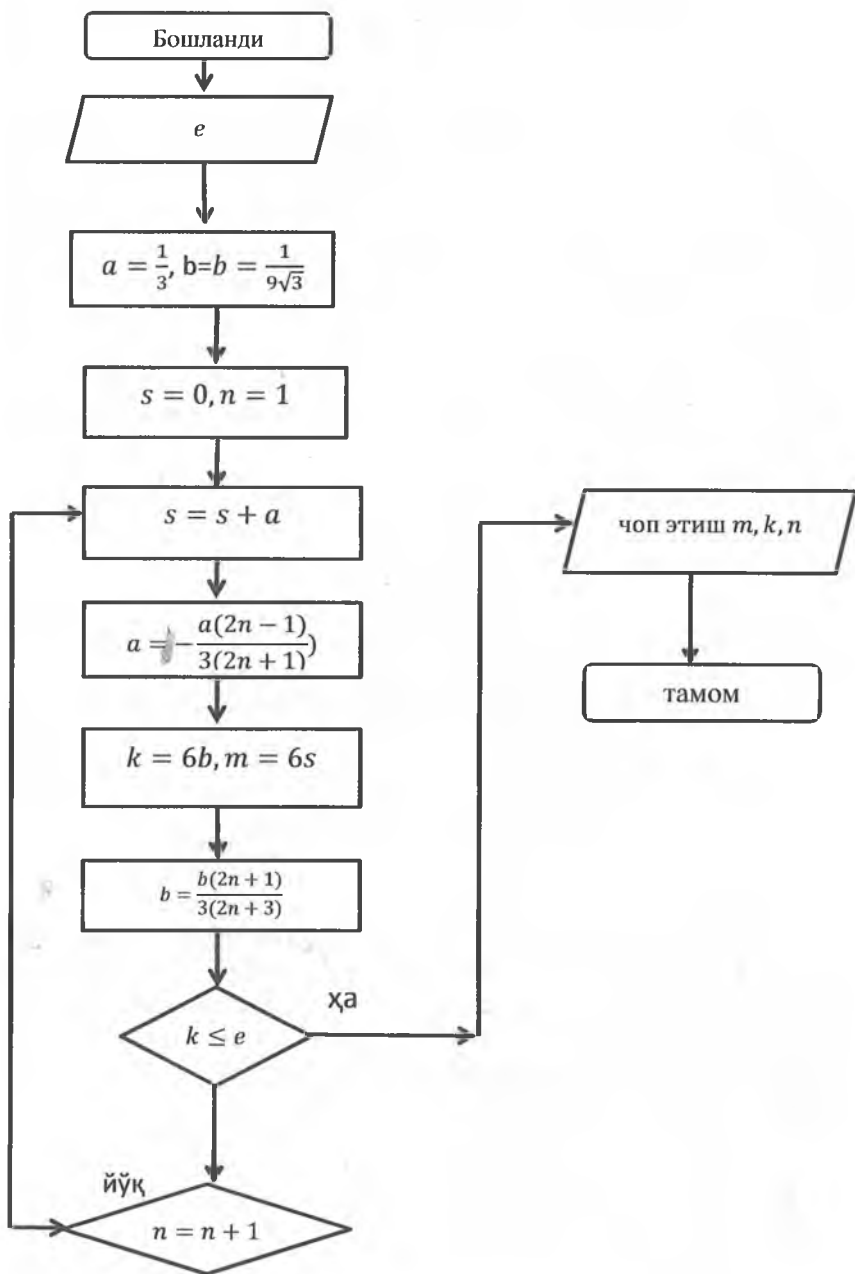 Бошланди
e
a = 1/3, b=b = 1/(9√3)
s = 0, n = 1
s = s + a
a = − a(2n − 1)/3(2n + 1))
k = 6b, m = 6s
b = b(2n + 1)/3(2n + 3)
ҳа
k ≤ e
йўқ
n = n + 1
чоп этиш m, k, n
тамом